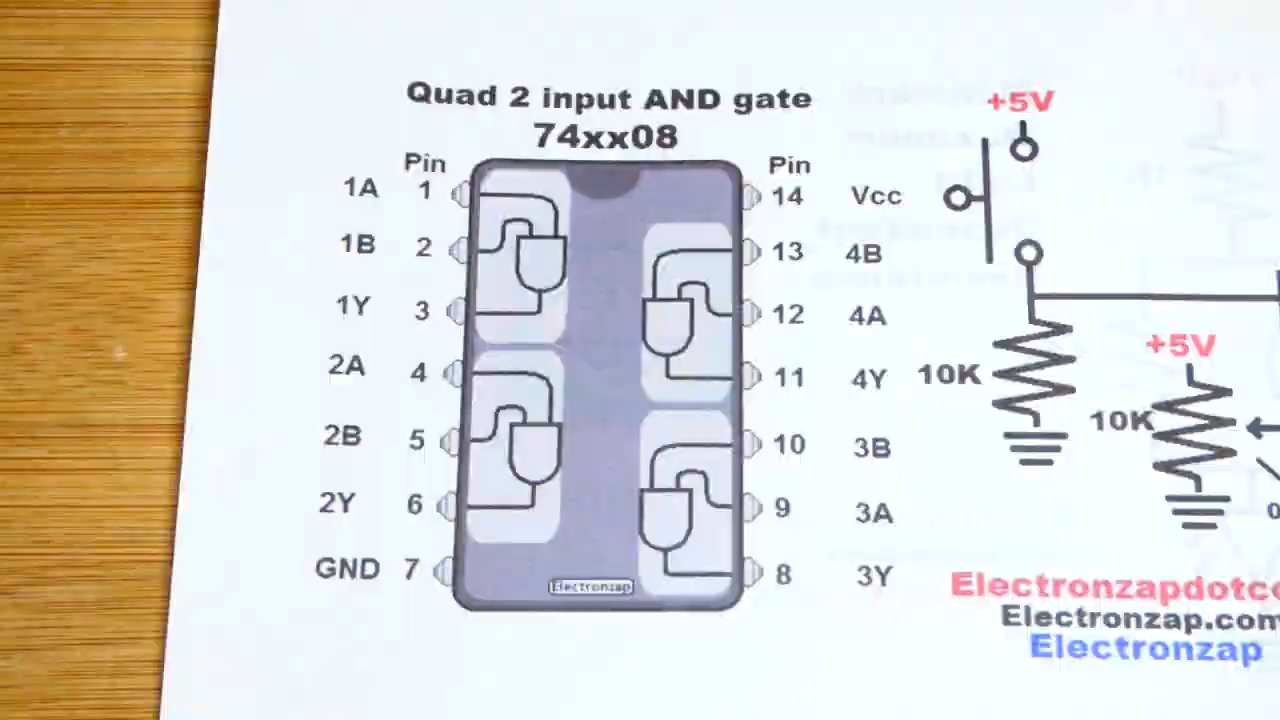 Quad 2 input AND gate
74xx08
Pin
Pin
1A 1
14 Vcc
1B 2
13 4B
1Y 3
12 4A
2A 4
11 4Y
2B 5
10 3B
2Y 6
9 3A
GND 7
8 3Y
Electronzap
+5V
10K
+5V
10K
Electronzapdotc
Electronzap.com
Electronzap